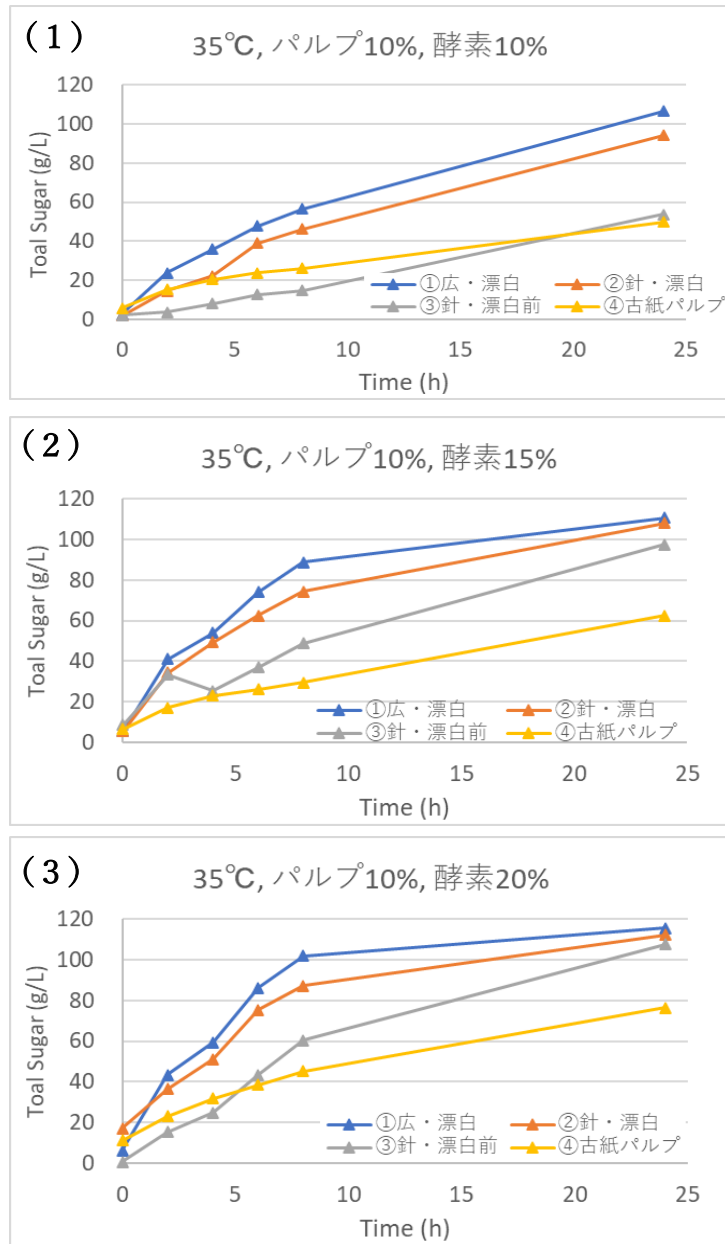 （1）
35℃, パルプ10%, 酵素10%
120
100
80
60
40
20
0
Toal Sugar (g/L)
①広・漂白 ②針・漂白
③針・漂白前 ④古紙パルプ
0 5 10 15 20 25
Time (h)
（2）
35℃, パルプ10%, 酵素15%
120
100
80
60
40
20
0
Toal Sugar (g/L)
①広・漂白 ②針・漂白
③針・漂白前 ④古紙パルプ
0 5 10 15 20 25
Time (h)
（3）
35℃, パルプ10%, 酵素20%
120
100
80
60
40
20
0
Toal Sugar (g/L)
①広・漂白 ②針・漂白
③針・漂白前 ④古紙パルプ
0 5 10 15 20 25
Time (h)